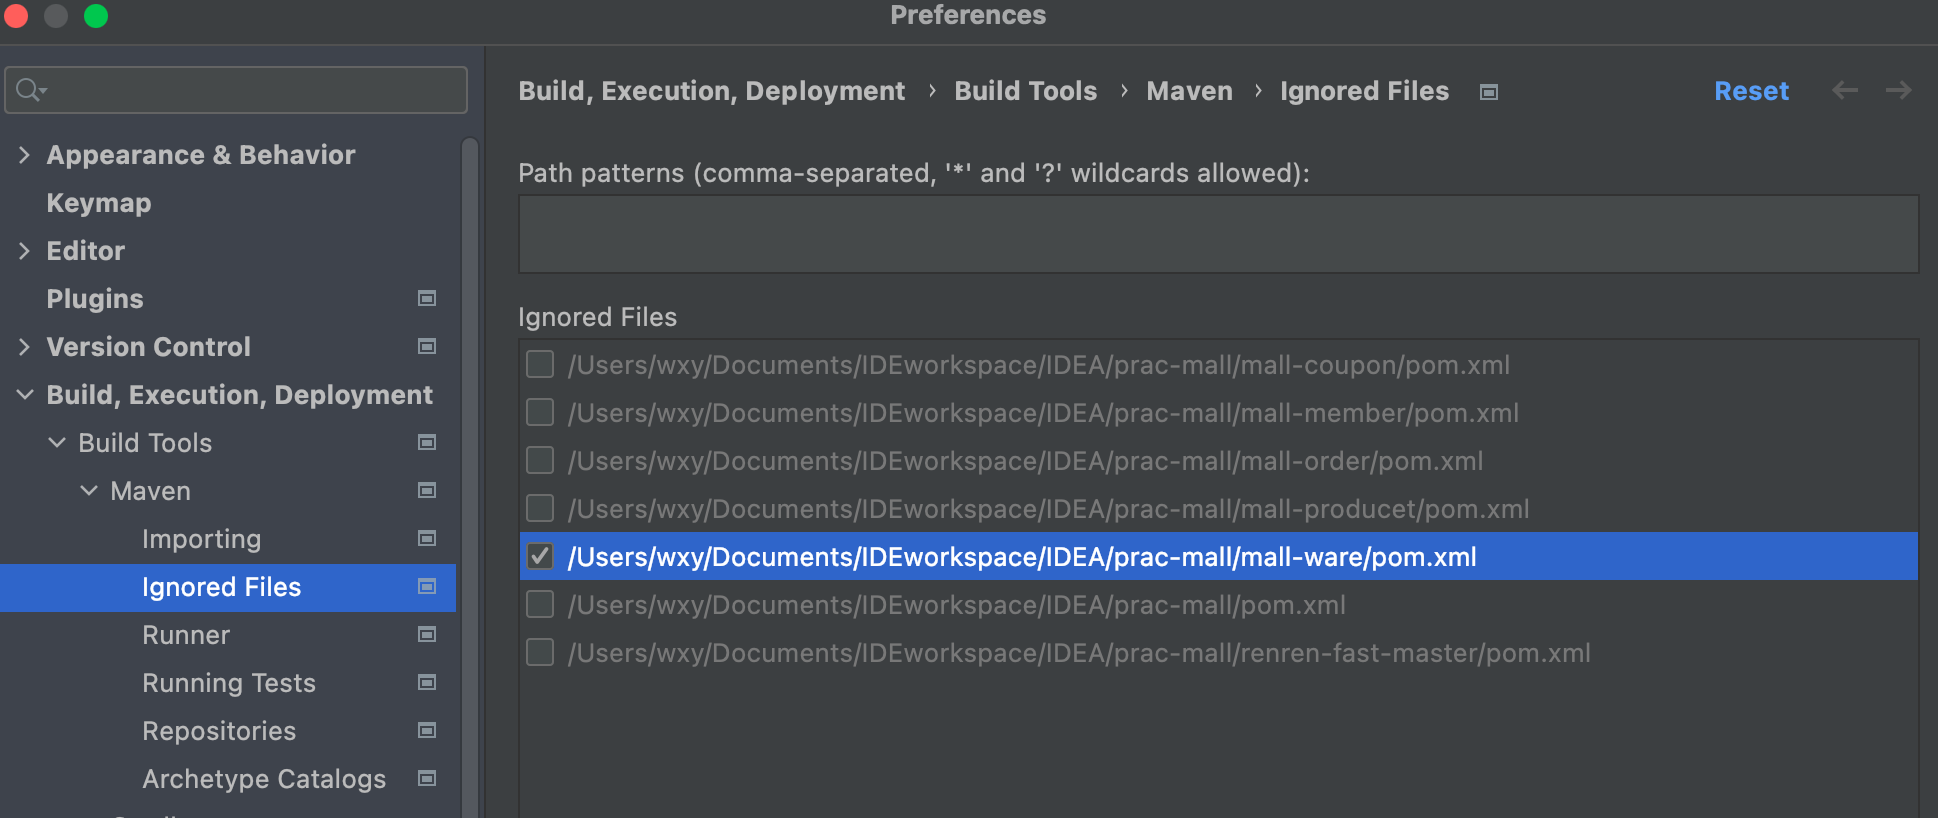 Preferences
Build, Execution, Deployment › Build Tools › Maven › Ignored Files
Reset
Appearance & Behavior
Keymap
Editor
Plugins
Version Control
Build, Execution, Deployment
Build Tools
Maven
Importing
Ignored Files
Runner
Running Tests
Repositories
Archetype Catalogs
Path patterns (comma-separated, '*' and '?' wildcards allowed):
Ignored Files
/Users/wxy/Documents/IDEworkspace/IDEA/prac-mall/mall-coupon/pom.xml
/Users/wxy/Documents/IDEworkspace/IDEA/prac-mall/mall-member/pom.xml
/Users/wxy/Documents/IDEworkspace/IDEA/prac-mall/mall-order/pom.xml
/Users/wxy/Documents/IDEworkspace/IDEA/prac-mall/mall-producet/pom.xml
/Users/wxy/Documents/IDEworkspace/IDEA/prac-mall/mall-ware/pom.xml
/Users/wxy/Documents/IDEworkspace/IDEA/prac-mall/pom.xml
/Users/wxy/Documents/IDEworkspace/IDEA/prac-mall/renren-fast-master/pom.xml